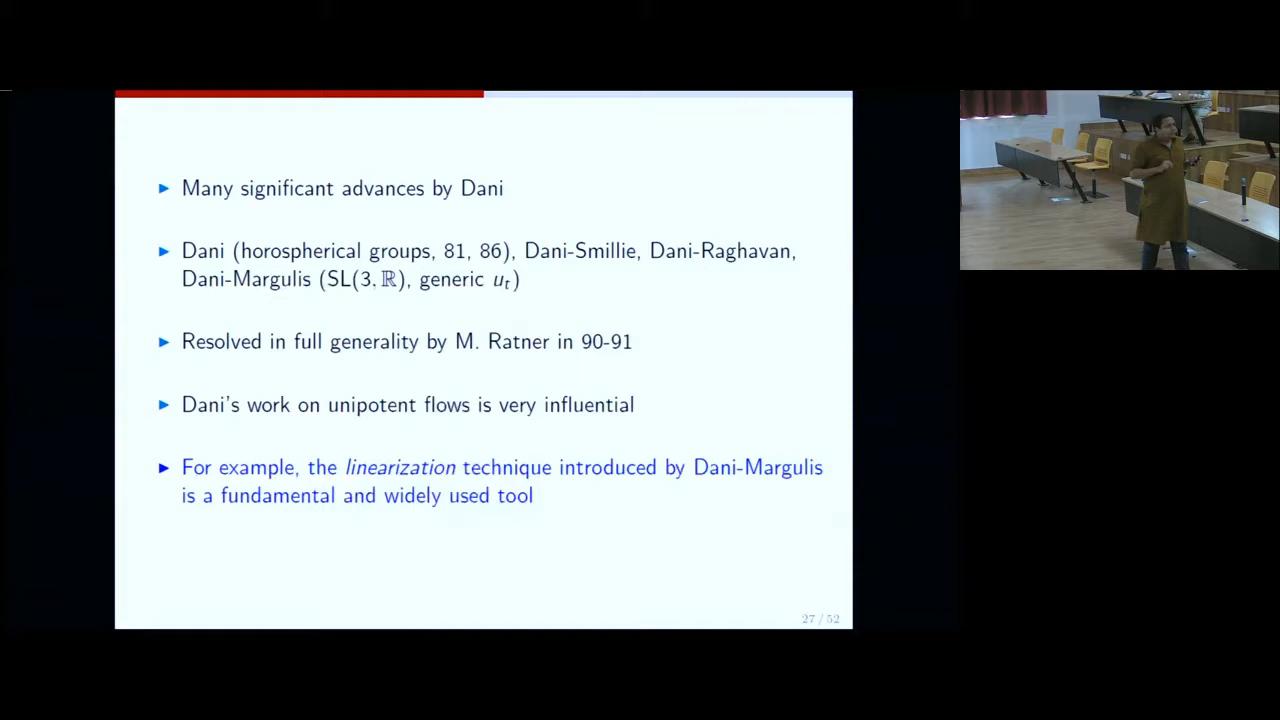 ▶ Many significant advances by Dani
▶ Dani (horospherical groups, 81, 86), Dani-Smillie, Dani-Raghavan,
Dani-Margulis (SL(3, ℝ), generic uₜ)
▶ Resolved in full generality by M. Ratner in 90-91
▶ Dani's work on unipotent flows is very influential
▶ For example, the linearization technique introduced by Dani-Margulis
is a fundamental and widely used tool
27 / 52